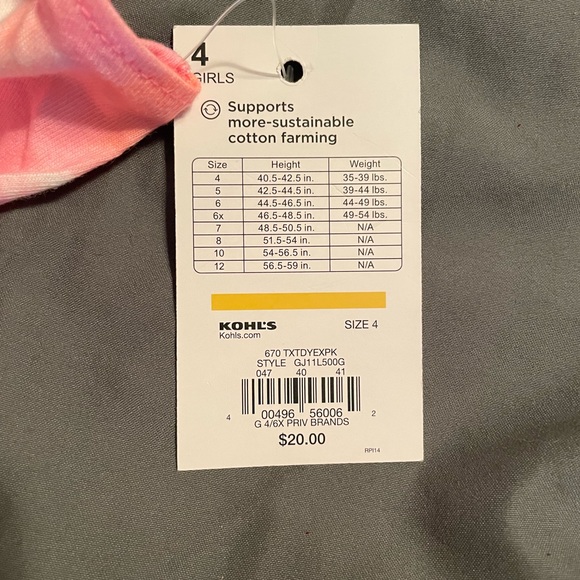 4
GIRLS
Supports
more-sustainable
cotton farming
Size Height Weight
4 40.5-42.5 in. 35-39 lbs.
5 42.5-44.5 in. 39-44 lbs.
6 44.5-46.5 in. 44-49 lbs.
6x 46.5-48.5 in. 49-54 lbs.
7 48.5-50.5 in. N/A
8 51.5-54 in. N/A
10 54-56.5 in. N/A
12 56.5-59 in. N/A
KOHL'S SIZE 4
Kohls.com
670 TXTDYEXPK
STYLE GJ11L500G
047 40 41
4 00496 56006 2
G 4/6X PRIV BRANDS
$20.00
RPI14